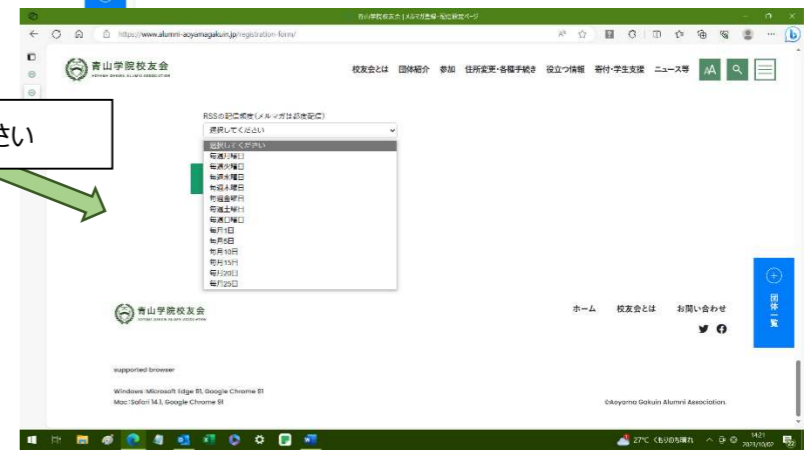 青山学院校友会 | メルマガ登録・配信設定ページ
https://www.alumni-aoyamagakuin.jp/registration-form/
青山学院校友会
AOYAMA GAKUIN ALUMNI ASSOCIATION
校友会とは 団体紹介 参加 住所変更・各種手続き 役立つ情報 寄付・学生支援 ニュース等
AA
さい
RSSの配信頻度(メルマガは都度配信)
選択してください
選択してください
毎週月曜日
毎週火曜日
毎週水曜日
毎週木曜日
毎週金曜日
毎週土曜日
毎週日曜日
毎月1日
毎月5日
毎月10日
毎月15日
毎月20日
毎月25日
団体一覧
青山学院校友会
AOYAMA GAKUIN ALUMNI ASSOCIATION
ホーム 校友会とは お問い合わせ
supported browser
Windows:Microsoft Edge 91, Google Chrome 91
Mac:Safari 14.1, Google Chrome 91
©Aoyama Gakuin Alumni Association.
27°C くもりのち晴れ
14:21